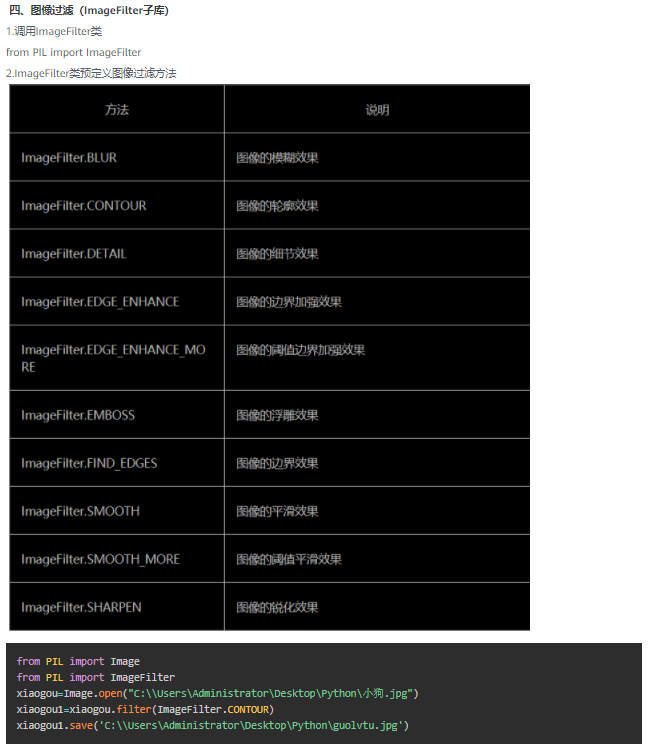 四、图像过滤（ImageFilter子库)
1.调用ImageFilter类
from PIL import ImageFilter
2.ImageFilter类预定义图像过滤方法
方法 说明
ImageFilter.BLUR 图像的模糊效果
ImageFilter.CONTOUR 图像的轮廓效果
ImageFilter.DETAIL 图像的细节效果
ImageFilter.EDGE_ENHANCE 图像的边界加强效果
ImageFilter.EDGE_ENHANCE_MO 图像的阈值边界加强效果
RE
ImageFilter.EMBOSS 图像的浮雕效果
ImageFilter.FIND_EDGES 图像的边界效果
ImageFilter.SMOOTH 图像的平滑效果
ImageFilter.SMOOTH_MORE 图像的阈值平滑效果
ImageFilter.SHARPEN 图像的锐化效果
from PIL import Image
from PIL import ImageFilter
xiaogou=Image.open("C:\\Users\Administrator\Desktop\Python\小狗.jpg")
xiaogou1=xiaogou.filter(ImageFilter.CONTOUR)
xiaogou1.save('C:\\Users\Administrator\Desktop\Python\guolvtu.jpg')